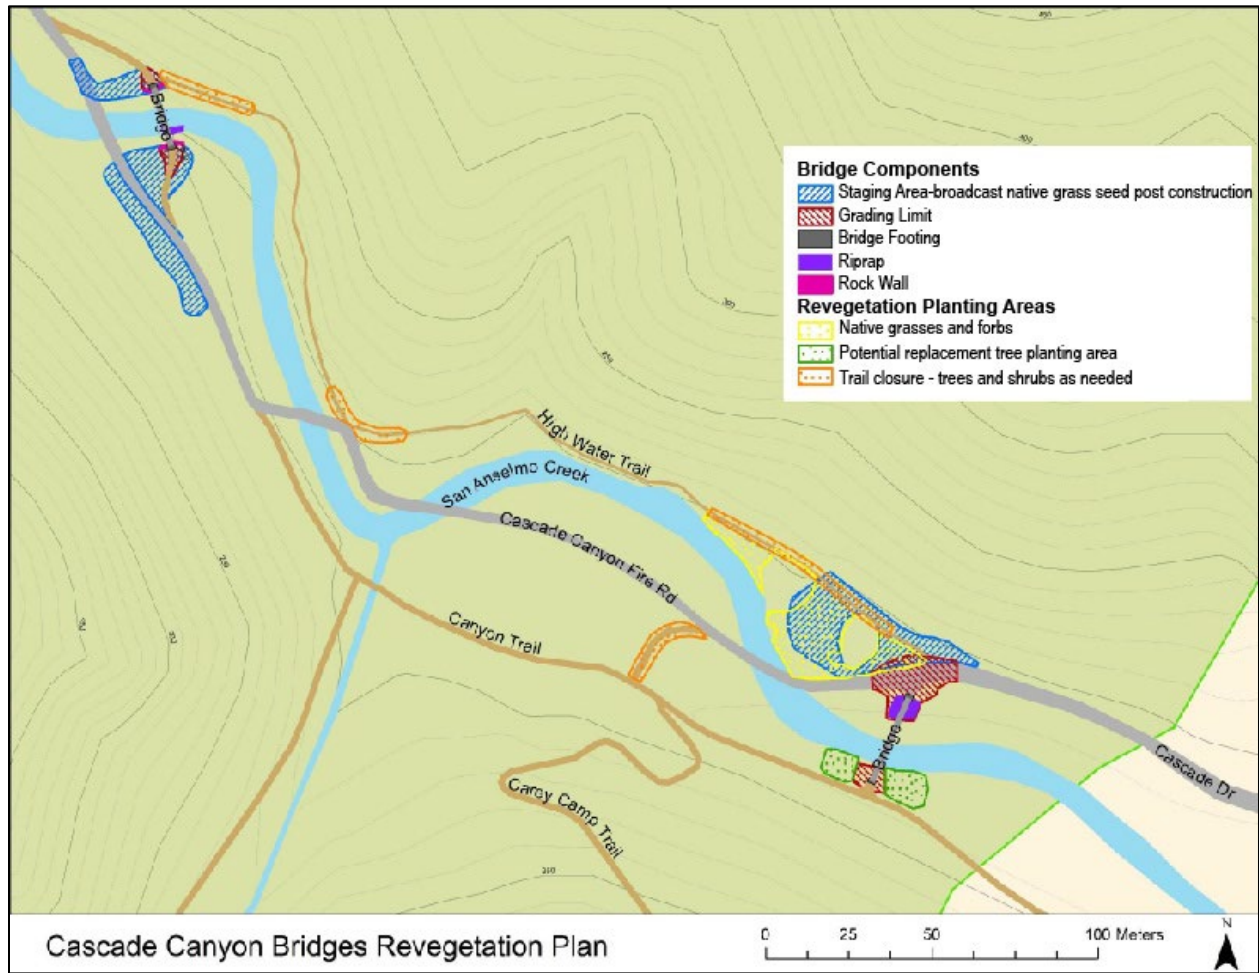 Bridge
Bridge Components
Staging Area-broadcast native grass seed post construction
Grading Limit
Bridge Footing
Riprap
Rock Wall
Revegetation Planting Areas
Native grasses and forbs
Potential replacement tree planting area
Trail closure - trees and shrubs as needed
High Water Trail
San Anselmo Creek
Cascade Canyon Fire Rd
Canyon Trail
Bridge
Cascade Dr
Carey Camp Trail
Cascade Canyon Bridges Revegetation Plan
0 25 50 100 Meters
N